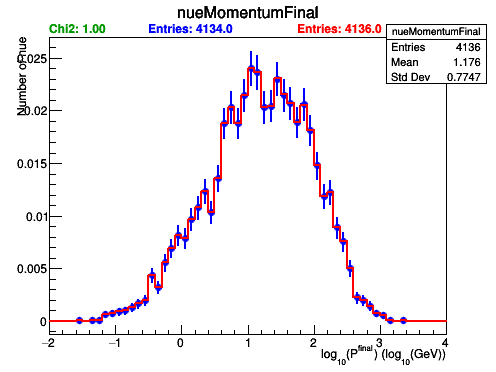 nueMomentumFinal
Chi2: 1.00 Entries: 4134.0 Entries: 4136.0
nueMomentumFinal
Entries 4136
Mean 1.176
Std Dev 0.7747
Number of nue
0.025
0.02
0.015
0.01
0.005
0
−2 −1 0 1 2 3 4
log10(Pfinal) (log10(GeV))